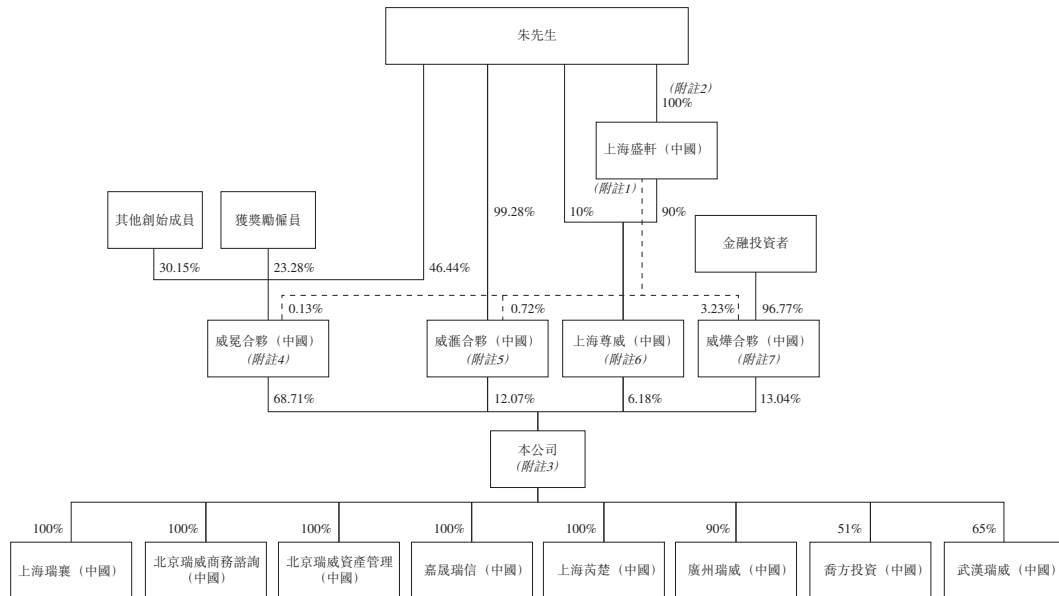 朱先生
(附註2)
100%
上海盛軒（中國）
(附註1)
其他創始成員
獲獎勵僱員
99.28%
10%
90%
金融投資者
30.15%
23.28%
46.44%
0.13%
0.72%
3.23%
96.77%
威冕合夥（中國）
(附註4)
威滙合夥（中國）
(附註5)
上海尊威（中國）
(附註6)
威燁合夥（中國）
(附註7)
68.71%
12.07%
6.18%
13.04%
本公司
(附註3)
100%
100%
100%
100%
100%
90%
51%
65%
上海瑞襄（中國）
北京瑞威商務諮詢
（中國）
北京瑞威資產管理
（中國）
嘉晟瑞信（中國）
上海芮楚（中國）
廣州瑞威（中國）
喬方投資（中國）
武漢瑞威（中國）